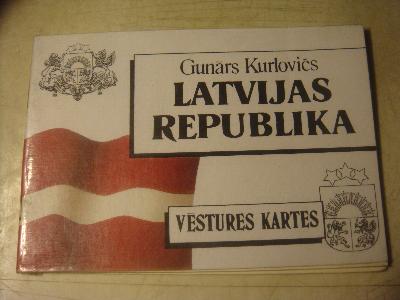 Gunārs Kurlovičs
LATVIJAS
REPUBLIKA
VĒSTURES KARTES